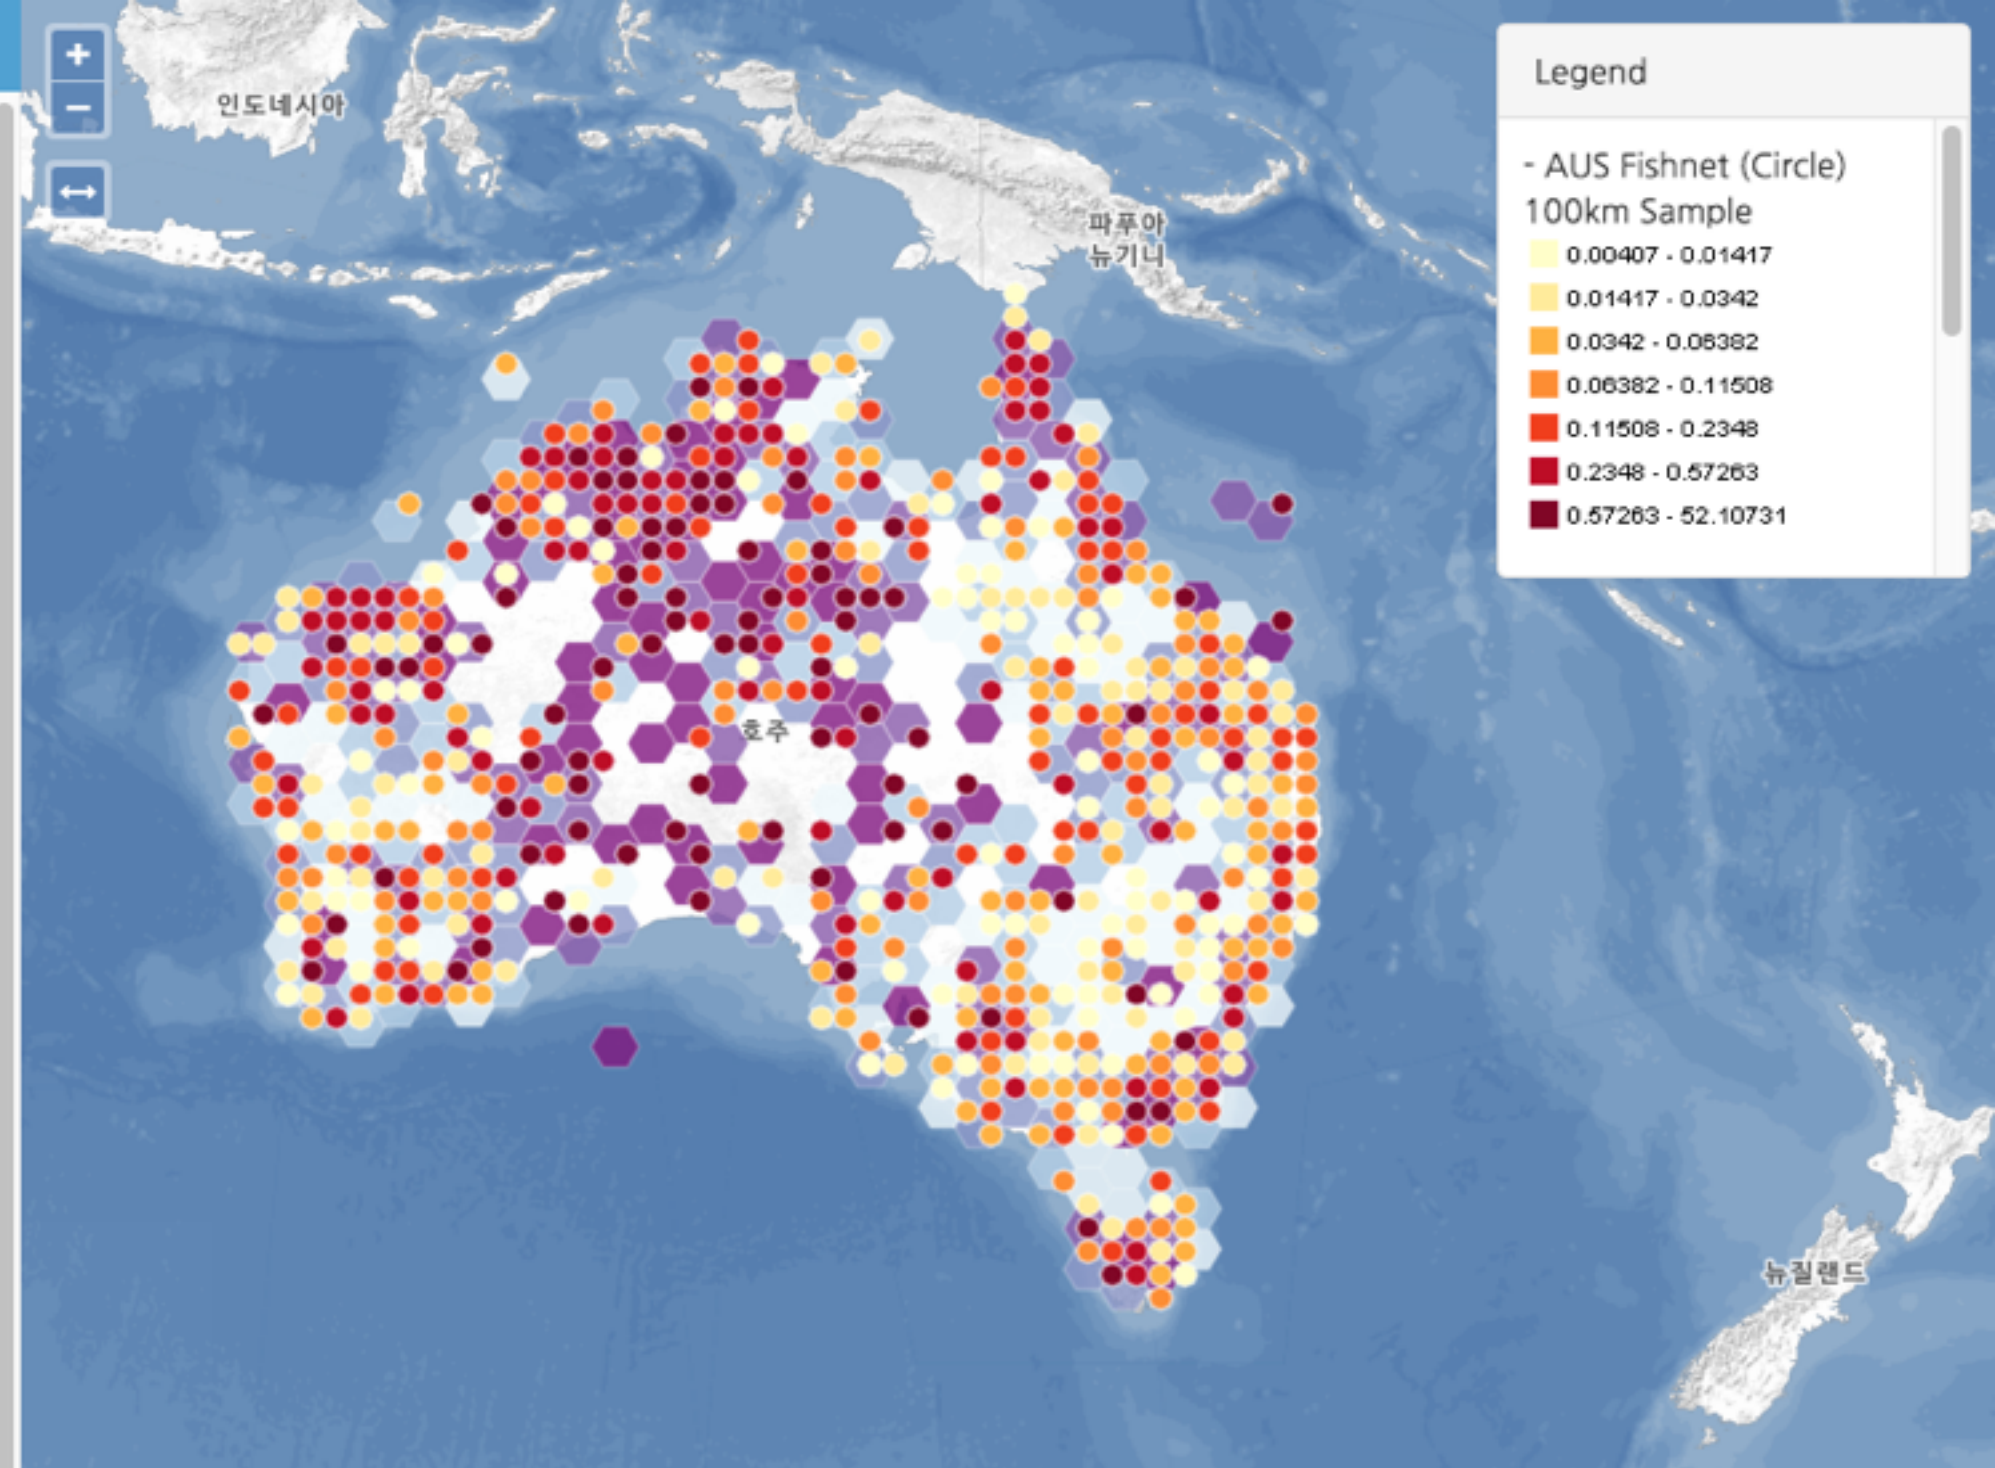 +
인도네시아
−
↔
파푸아
뉴기니
호주
뉴질랜드
Legend
- AUS Fishnet (Circle)
100km Sample
0.00407 - 0.01417
0.01417 - 0.0342
0.0342 - 0.06382
0.06382 - 0.11508
0.11508 - 0.2348
0.2348 - 0.57263
0.57263 - 52.10731